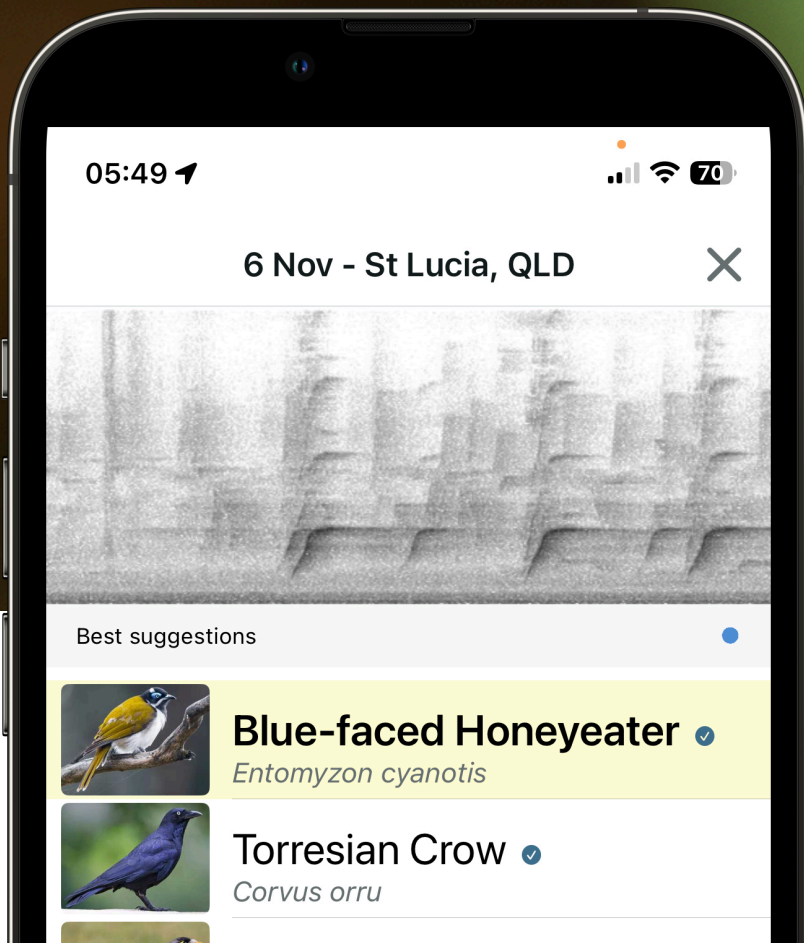 05:49
70
6 Nov - St Lucia, QLD
Best suggestions
Blue-faced Honeyeater
Entomyzon cyanotis
Torresian Crow
Corvus orru